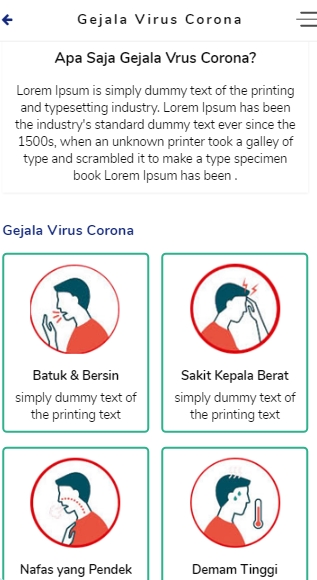 Gejala Virus Corona
Apa Saja Gejala Vrus Corona?
Lorem Ipsum is simply dummy text of the printing
and typesetting industry. Lorem Ipsum has been
the industry's standard dummy text ever since the
1500s, when an unknown printer took a galley of
type and scrambled it to make a type specimen
book Lorem Ipsum has been .
Gejala Virus Corona
Batuk & Bersin
simply dummy text of
the printing text
Sakit Kepala Berat
simply dummy text of
the printing text
Nafas yang Pendek
Demam Tinggi